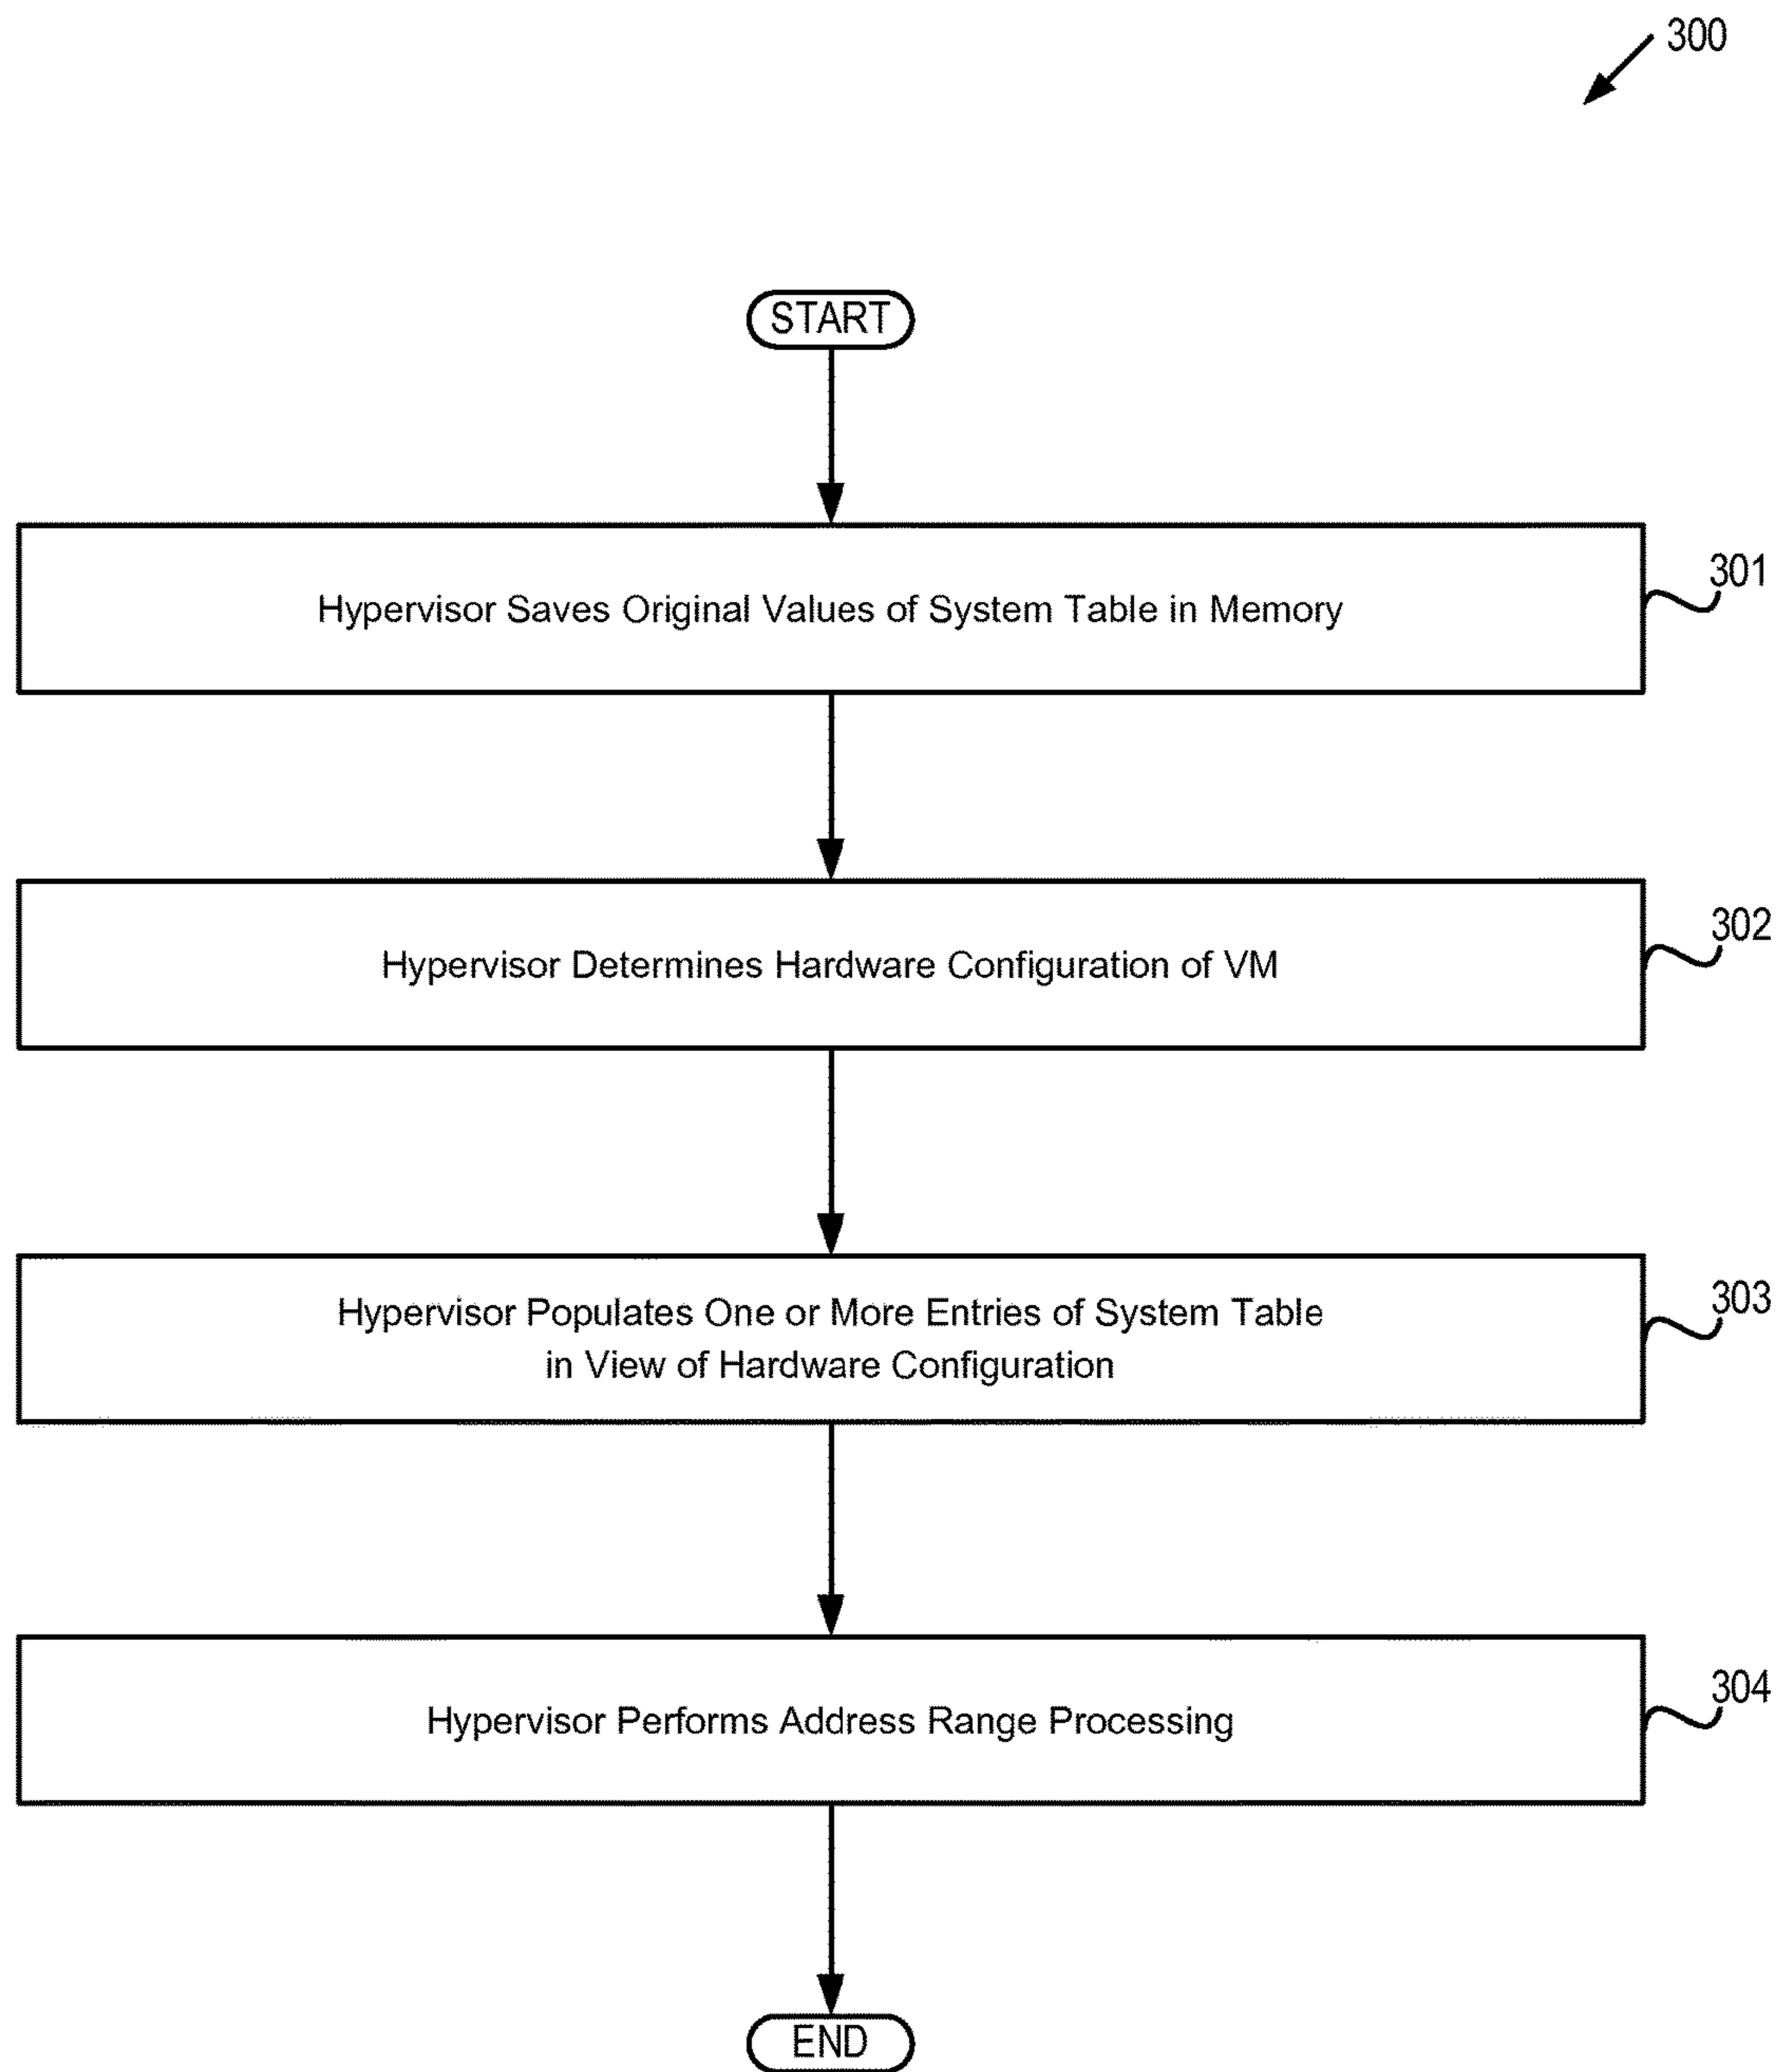 300
START
Hypervisor Saves Original Values of System Table in Memory
301
Hypervisor Determines Hardware Configuration of VM
302
Hypervisor Populates One or More Entries of System Table
in View of Hardware Configuration
303
Hypervisor Performs Address Range Processing
304
END